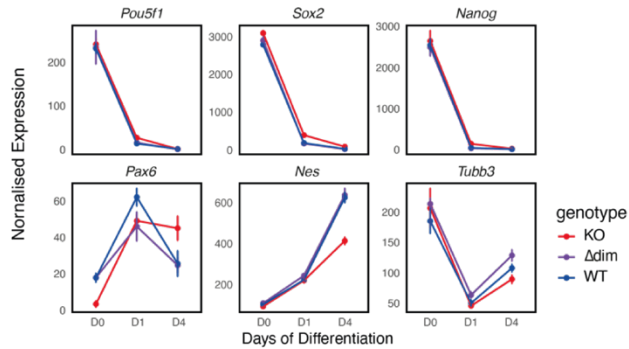 Pou5f1 Sox2 Nanog
200
100
0
3000
2000
1000
0
3000
2000
1000
0
Normalised Expression
Pax6 Nes Tubb3
60
40
20
0
600
400
200
200
150
100
50
D0 D1 D4 D0 D1 D4 D0 D1 D4
Days of Differentiation
genotype
KO
Δdim
WT